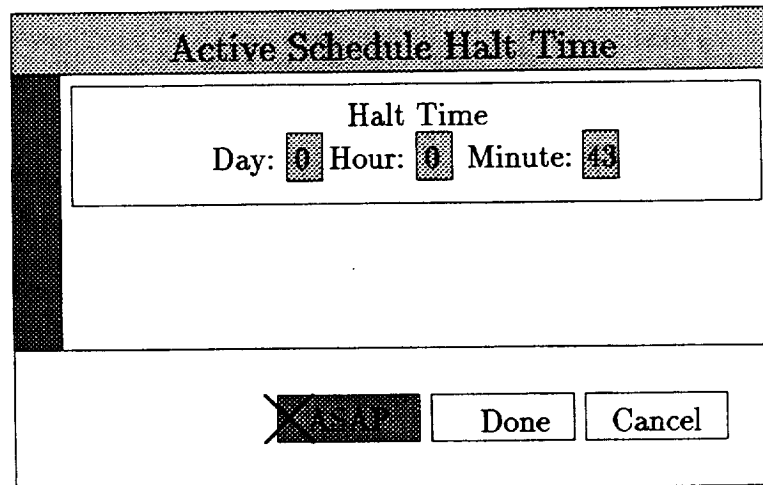 Active Schedule Halt Time
Halt Time
Day: 0 Hour: 0 Minute: 43
ASAP Done Cancel